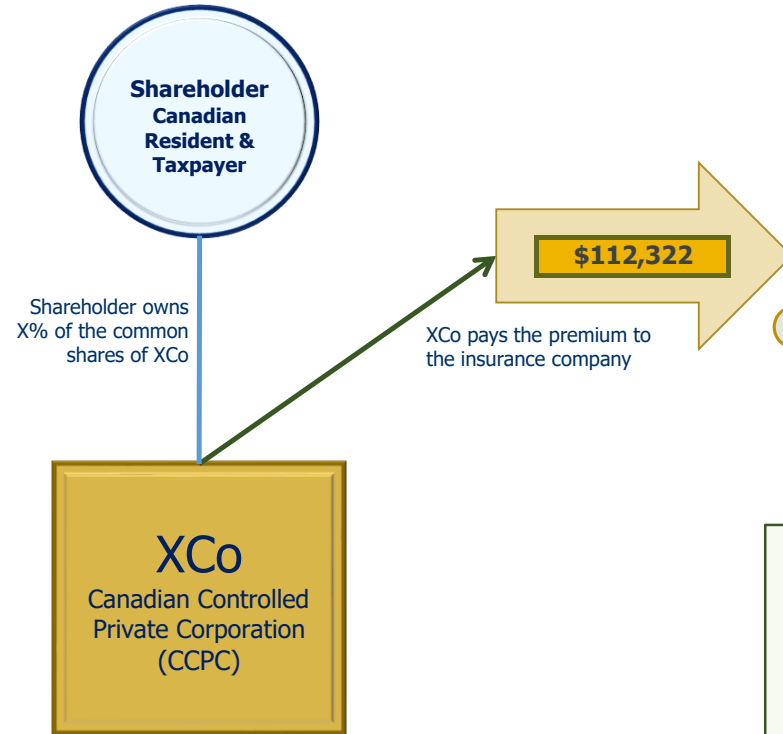 Shareholder
Canadian
Resident &
Taxpayer
$112,322
Shareholder owns
X% of the common
shares of XCo
XCo pays the premium to
the insurance company
XCo
Canadian Controlled
Private Corporation
(CCPC)